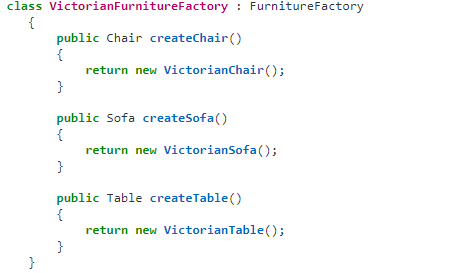 class VictorianFurnitureFactory : FurnitureFactory
{
public Chair createChair()
{
return new VictorianChair();
}
public Sofa createSofa()
{
return new VictorianSofa();
}
public Table createTable()
{
return new VictorianTable();
}
}